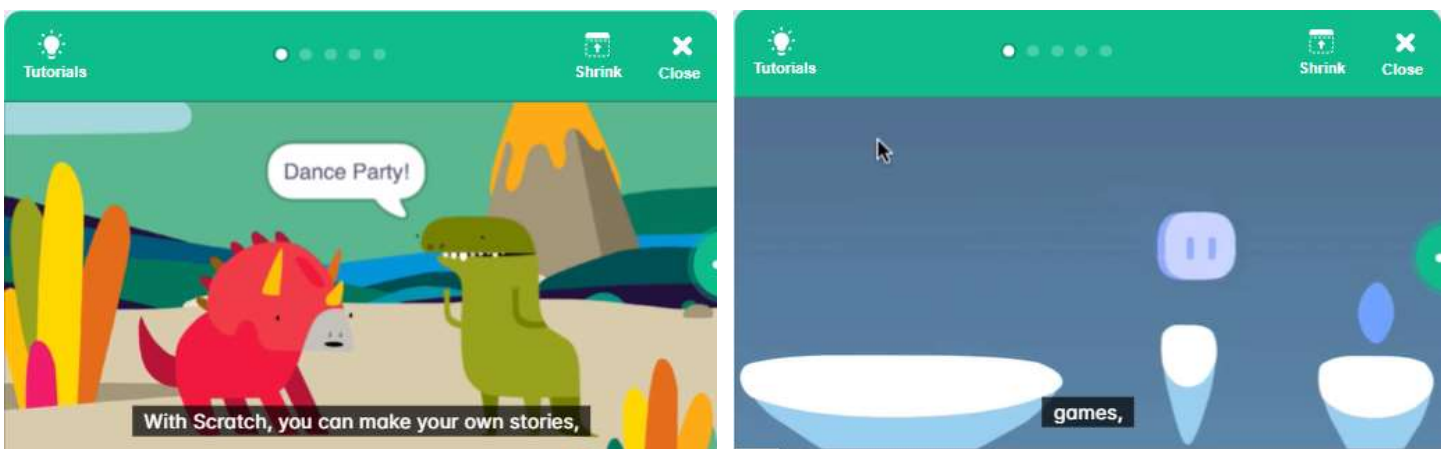 Tutorials
Shrink
Close
Dance Party!
With Scratch, you can make your own stories,
Tutorials
Shrink
Close
games,